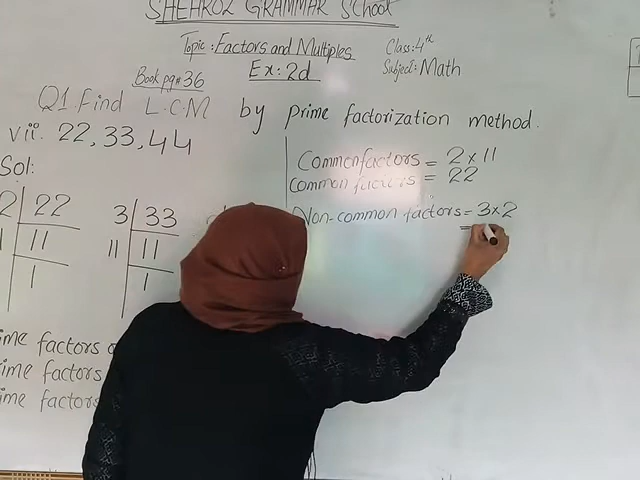 SHEHROZ GRAMMAR School
Topic: Factors and Multiples
Class: 4th
Book pg# 36
Ex: 2d
Subject: Math
Q1. Find L.C.M by prime factorization method.
vii. 22, 33, 44
Sol:
2 22
11
1
3 33
11 11
1
Common factors = 2 x 11
common factors = 22
Non-common factors = 3 x 2
=
ime factors
ime factors
ime factors